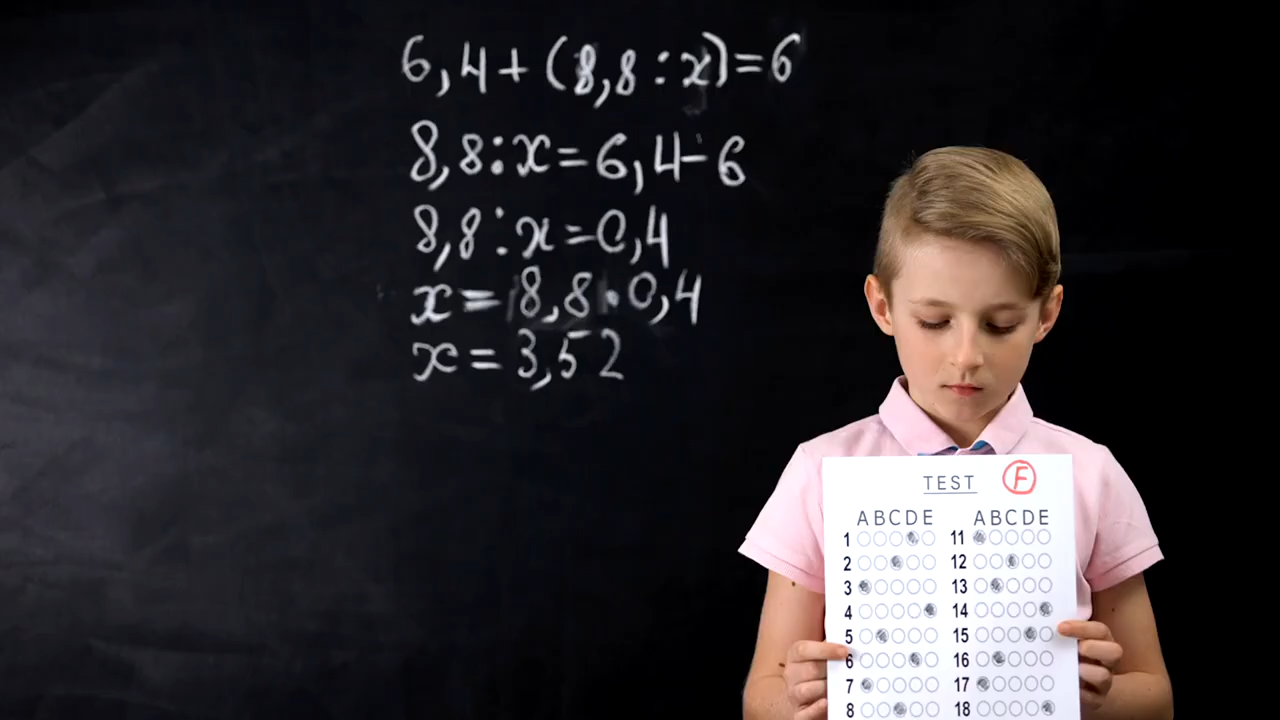 6,4+(8,8:x)=6
8,8:x=6,4-6
8,8:x=0,4
x=8,8·0,4
x=3,52
TEST F
A B C D E A B C D E
1 11
2 12
3 13
4 14
5 15
6 16
7 17
8 18